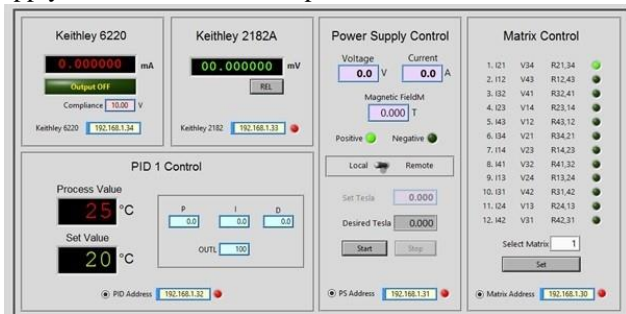 Keithley 6220
0.000000 mA
Output OFF
Compliance 10.00 V
Keithley 6220 192.168.1.34
Keithley 2182A
00.000000 mV
REL
Keithley 2182 192.168.1.33
PID 1 Control
Process Value
25 °C
Set Value
20 °C
P I D
0.0 0.0 0.0
OUTL 100
PID Address 192.168.1.32
Power Supply Control
Voltage Current
0.0 V 0.0 A
Magnetic FieldM
0.000 T
Positive Negative
Local Remote
Set Tesla 0.000
Desired Tesla 0.000
Start Stop
PS Address 192.168.1.31
Matrix Control
1. I21 V34 R21,34
2. I12 V43 R12,43
3. I32 V41 R32,41
4. I23 V14 R23,14
5. I43 V12 R43,12
6. I34 V21 R34,21
7. I14 V23 R14,23
8. I41 V32 R41,32
9. I13 V24 R13,24
10. I31 V42 R31,42
11. I24 V13 R24,13
12. I42 V31 R42,31
Select Matrix 1
Set
Matrix Address 192.168.1.30